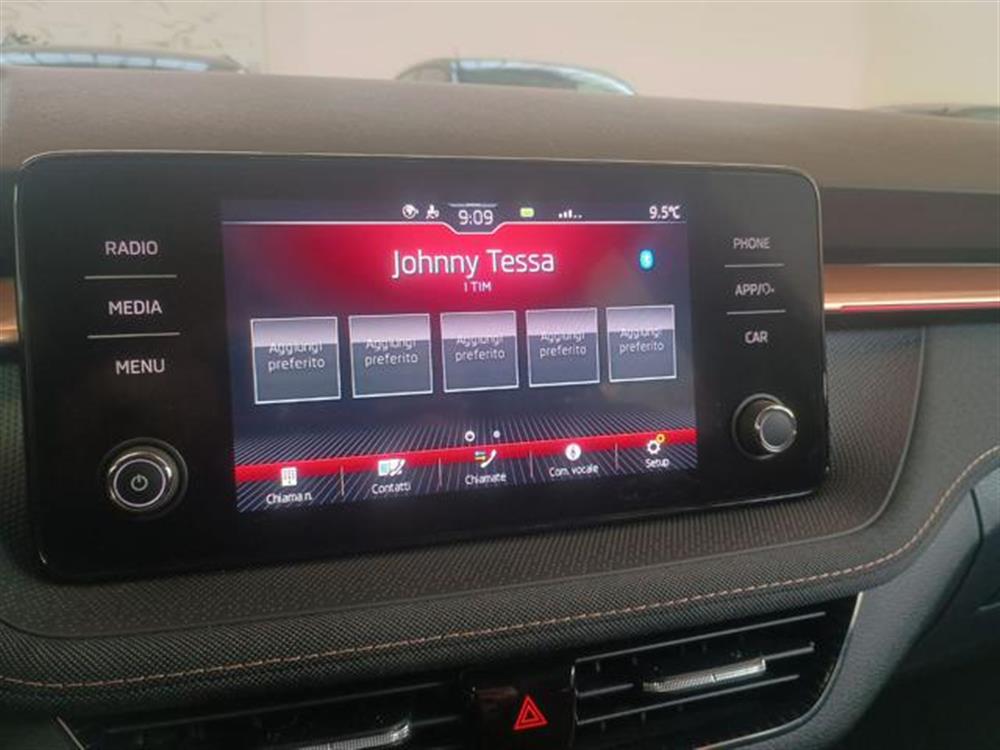 9:09
9.5°C
RADIO
MEDIA
MENU
Johnny Tessa
I TIM
Aggiungi
preferito
Aggiungi
preferito
Aggiungi
preferito
Aggiungi
preferito
Aggiungi
preferito
Chiama n.
Contatti
Chiamate
Com. vocale
Setup
PHONE
APP/
CAR